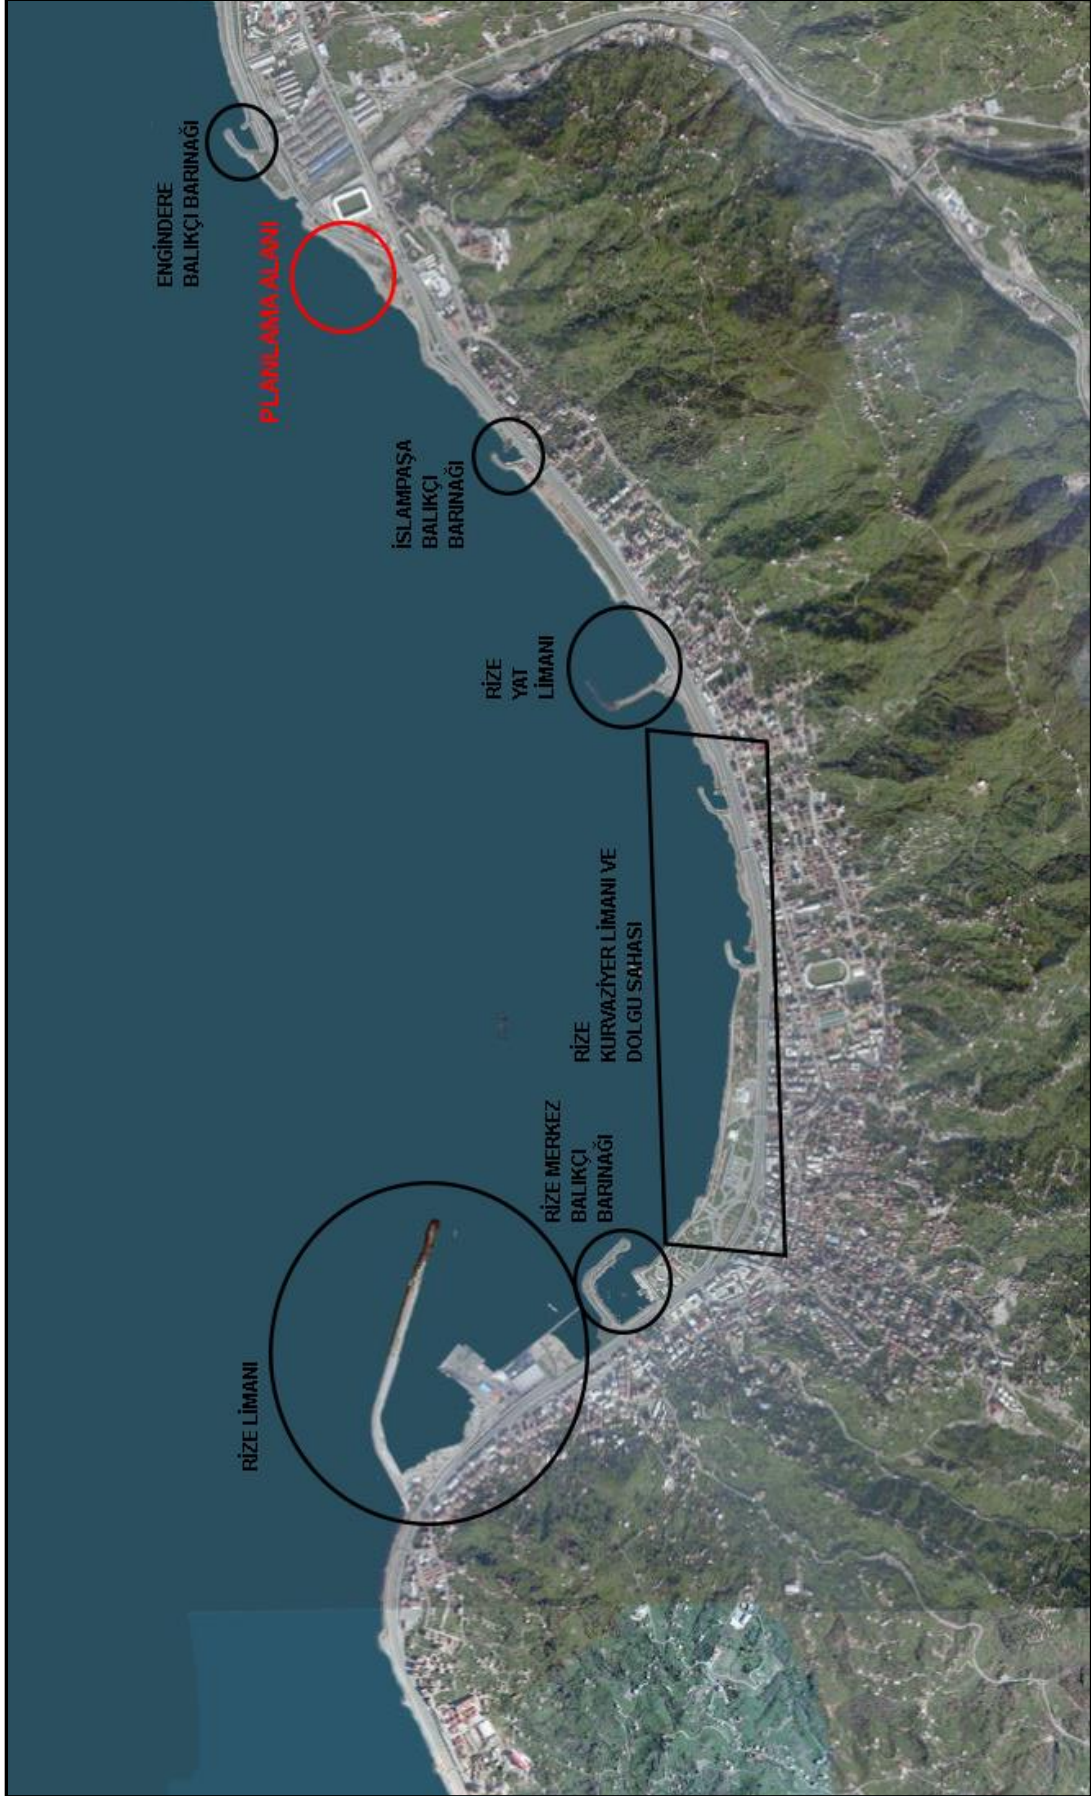 ENGİNDERE
BALIKÇI BARINAĞI
PLANLAMA ALANI
İSLAMPAŞA
BALIKÇI
BARINAĞI
RİZE
YAT
LİMANI
RİZE
KURVAZİYER LİMANI VE
DOLGU SAHASI
RİZE MERKEZ
BALIKÇI
BARINAĞI
RİZE LİMANI